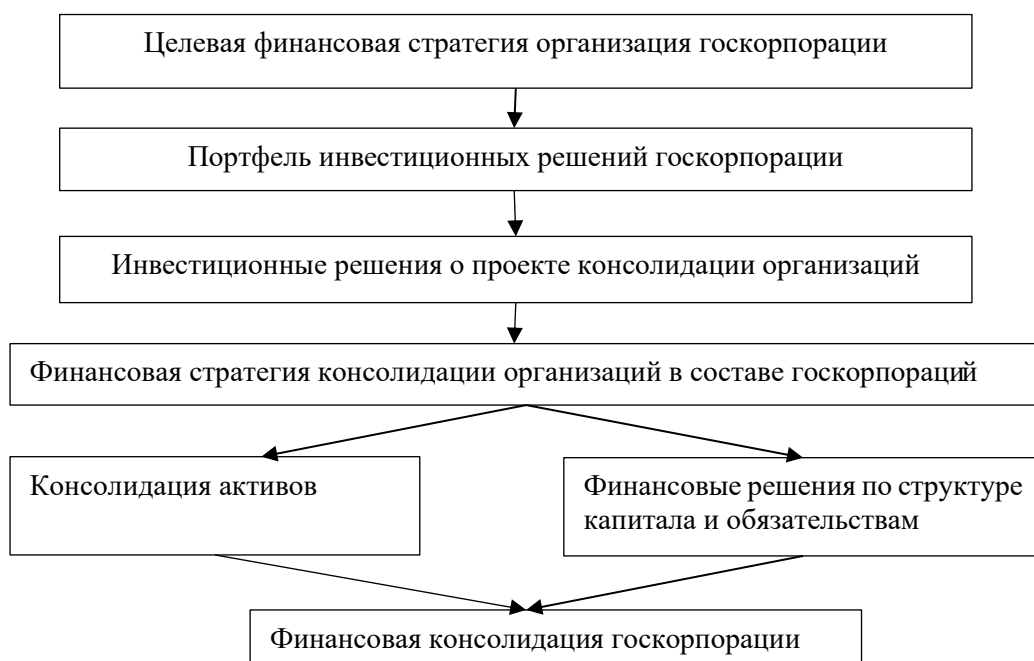 Целевая финансовая стратегия организация госкорпорации
Портфель инвестиционных решений госкорпорации
Инвестиционные решения о проекте консолидации организаций
Финансовая стратегия консолидации организаций в составе госкорпораций
Консолидация активов
Финансовые решения по структуре
капитала и обязательствам
Финансовая консолидация госкорпорации